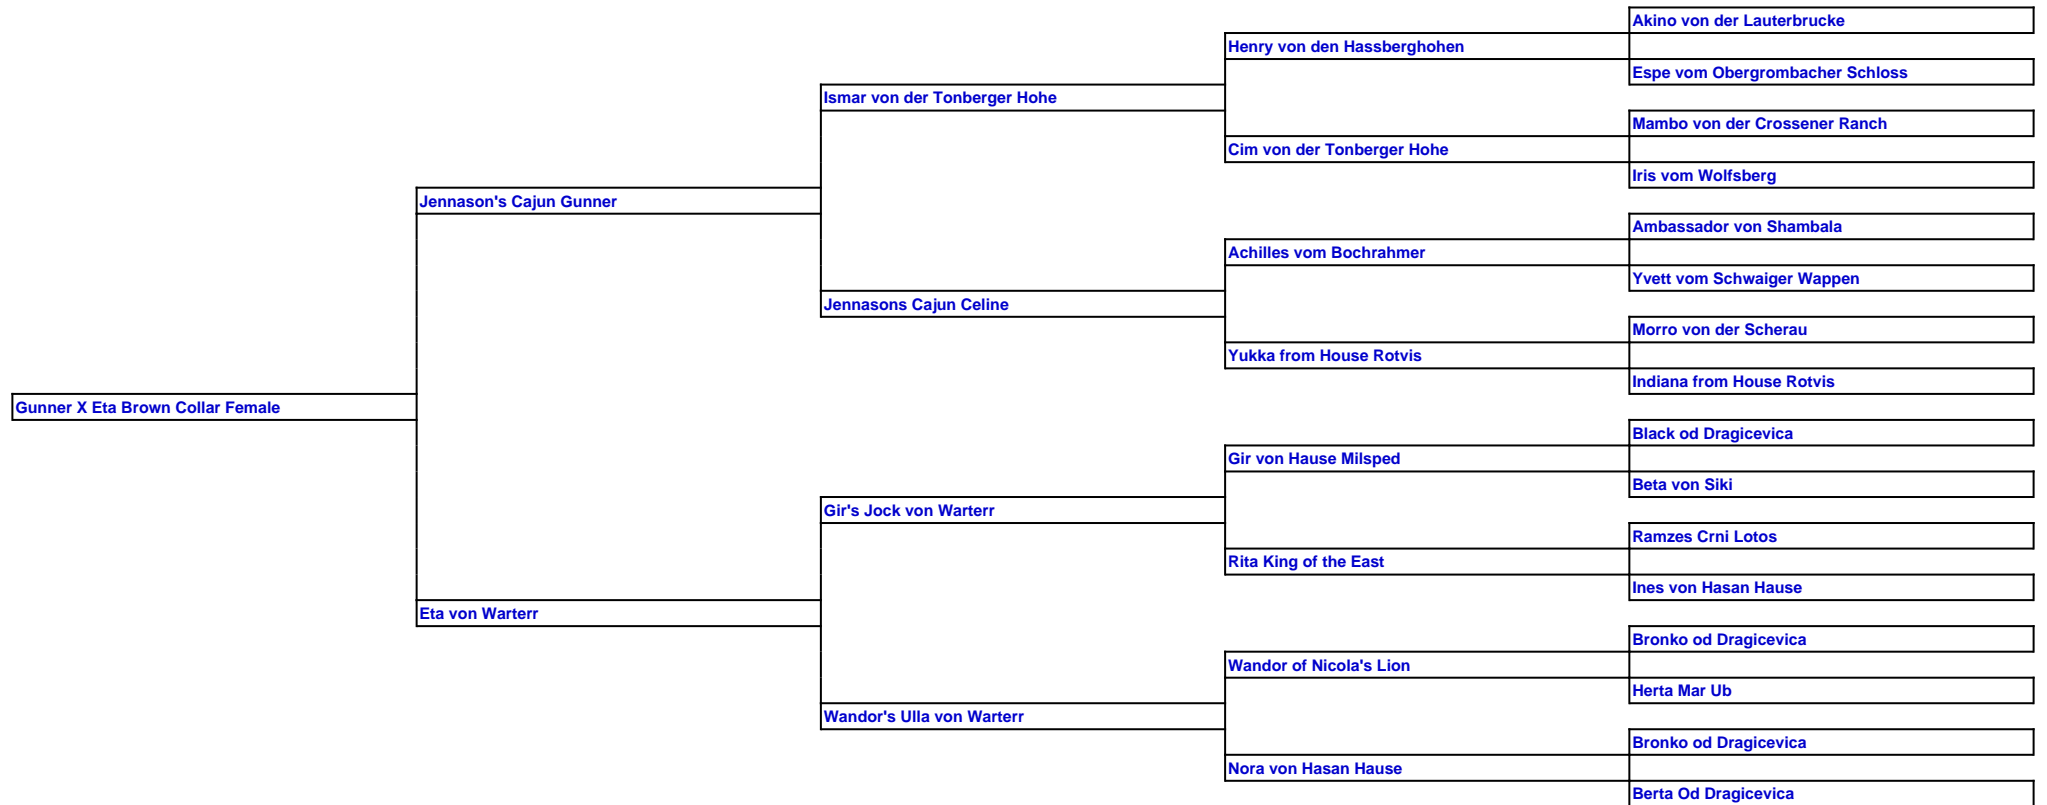 Akino von der Lauterbrucke
Henry von den Hassberghohen
Espe vom Obergrombacher Schloss
Ismar von der Tonberger Hohe
Mambo von der Crossener Ranch
Cim von der Tonberger Hohe
Iris vom Wolfsberg
Jennason's Cajun Gunner
Ambassador von Shambala
Achilles vom Bochrahmer
Yvett vom Schwaiger Wappen
Jennasons Cajun Celine
Morro von der Scherau
Yukka from House Rotvis
Indiana from House Rotvis
Gunner X Eta Brown Collar Female
Black od Dragicevica
Gir von Hause Milsped
Beta von Siki
Gir's Jock von Warterr
Ramzes Crni Lotos
Rita King of the East
Ines von Hasan Hause
Eta von Warterr
Bronko od Dragicevica
Wandor of Nicola's Lion
Herta Mar Ub
Wandor's Ulla von Warterr
Bronko od Dragicevica
Nora von Hasan Hause
Berta Od Dragicevica